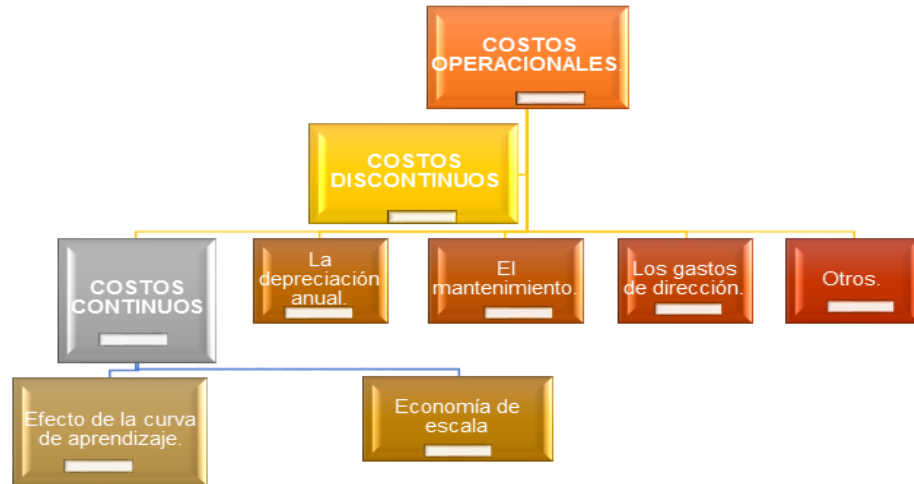 COSTOS
OPERACIONALES.
COSTOS
DISCONTINUOS
COSTOS
CONTINUOS
La
depreciación
anual.
El
mantenimiento.
Los gastos
de dirección.
Otros.
Efecto de la curva
de aprendizaje.
Economía de
escala